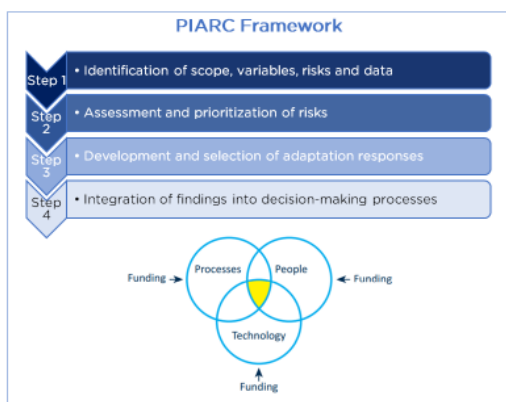 PIARC Framework
Step 1
• Identification of scope, variables, risks and data
Step
2
• Assessment and prioritization of risks
Step
3
• Development and selection of adaptation responses
Step
4
• Integration of findings into decision-making processes
Processes
People
Funding
Funding
Technology
Funding